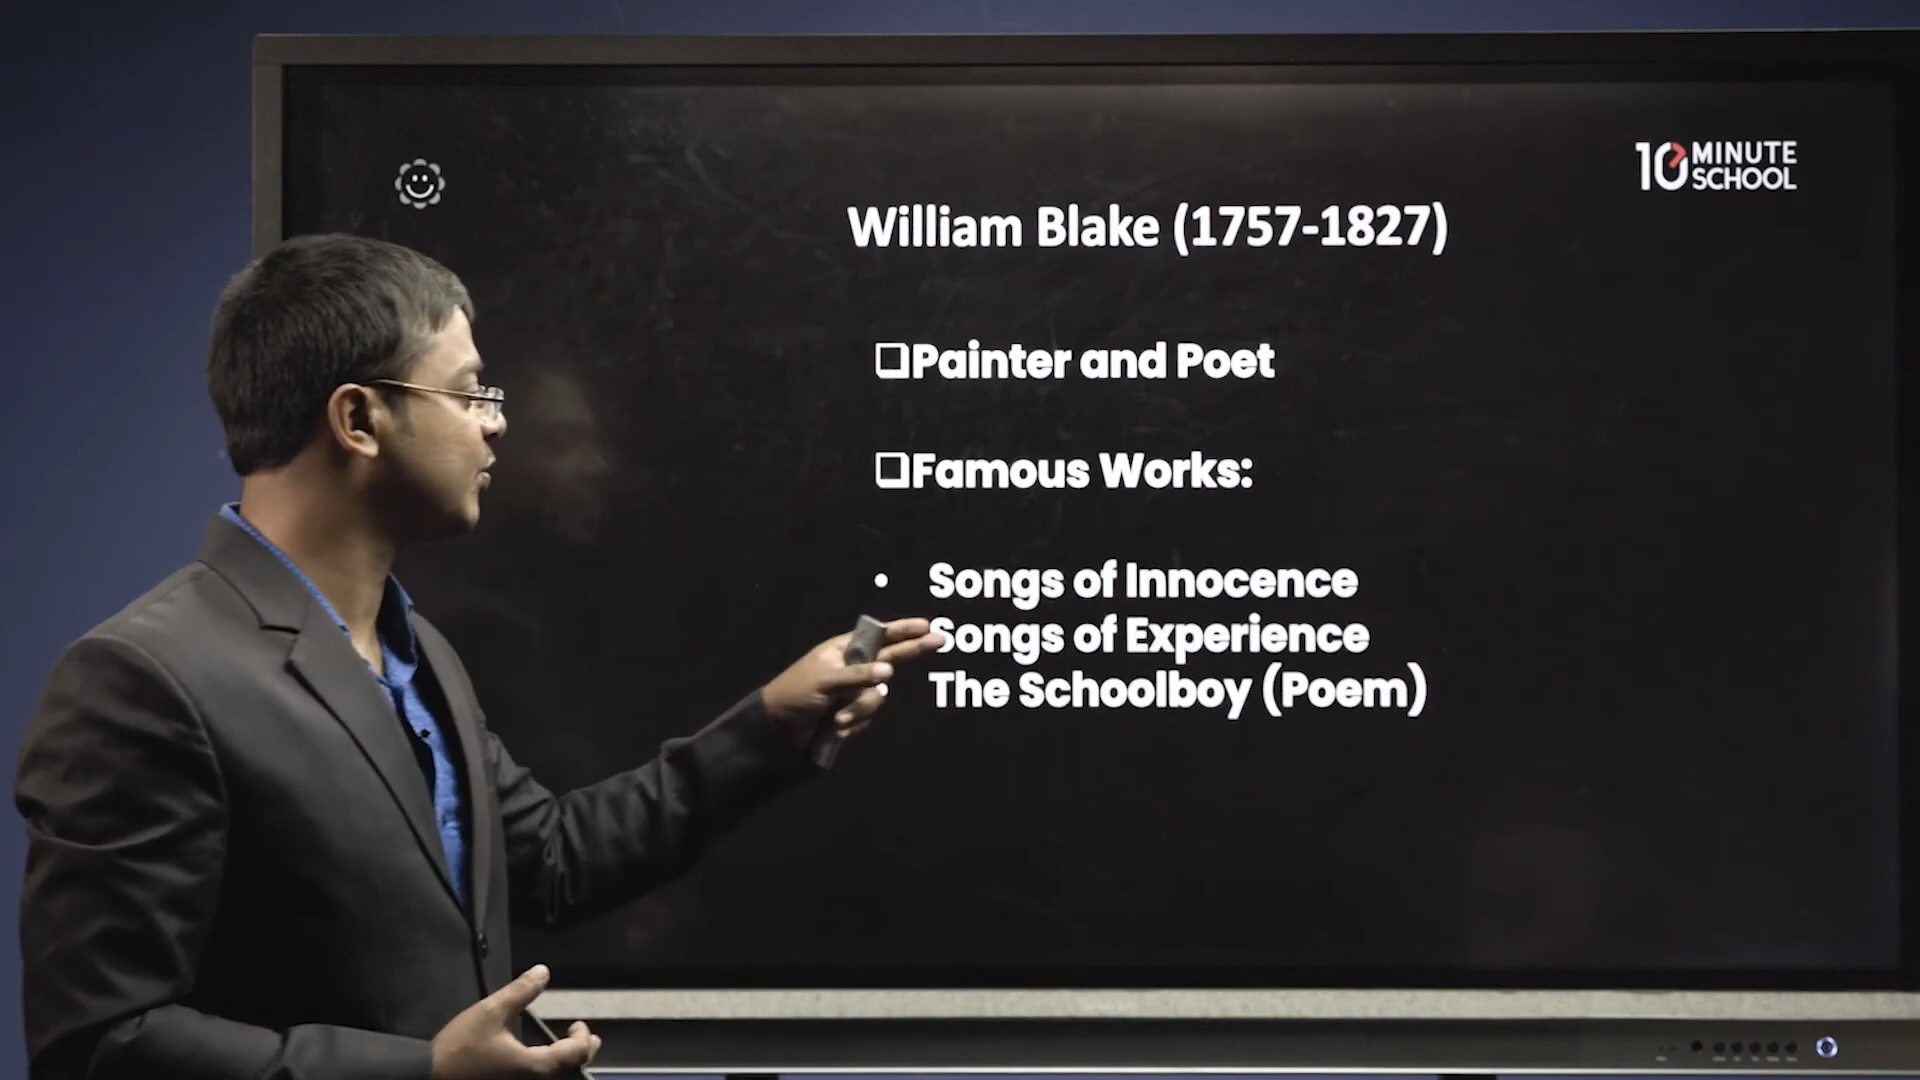 10 MINUTE
SCHOOL
William Blake (1757-1827)
❑Painter and Poet
❑Famous Works:
• Songs of Innocence
Songs of Experience
• The Schoolboy (Poem)